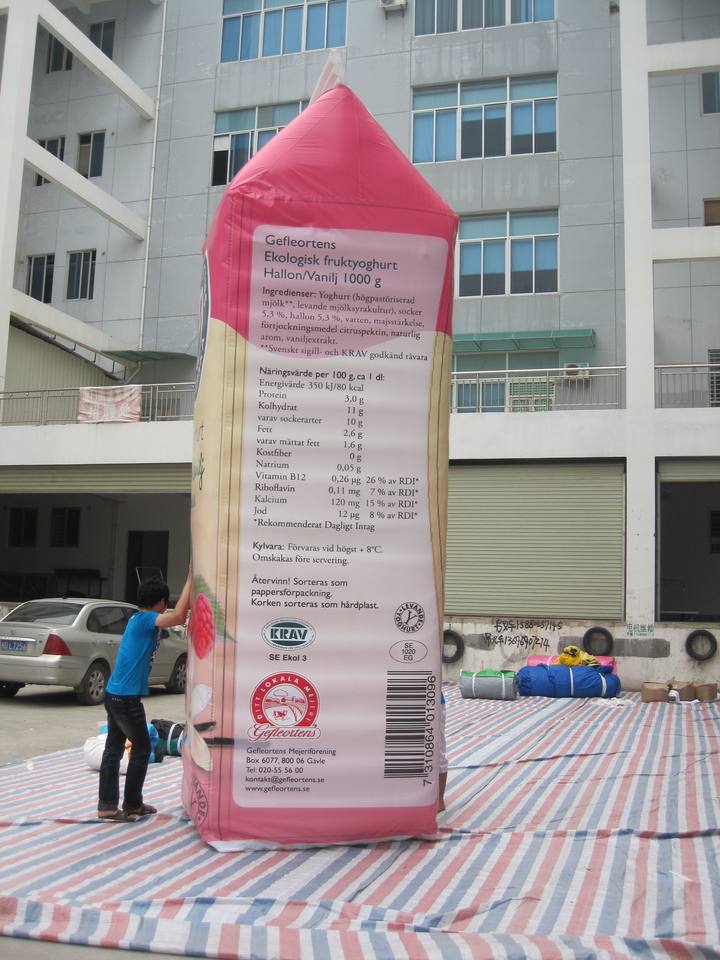 Gefleortens
Ekologisk fruktyoghurt
Hallon/Vanilj 1000 g
Ingredienser: Yoghurt (högpastöriserad
mjölk**, levande mjölksyrakultur), socker
5,3 %, hallon 5,3 %, vatten, majsstärkelse,
förtjockningsmedel citruspektin, naturlig
arom, vaniljextrakt.
**Svenskt sigill- och KRAV godkänd råvara
Näringsvärde per 100 g, ca 1 dl:
Energivärde 350 kJ/80 kcal
Protein 3,0 g
Kolhydrat 11 g
varav sockerarter 10 g
Fett 2,6 g
varav mättat fett 1,6 g
Kostfiber 0 g
Natrium 0,05 g
Vitamin B12 0,26 µg 26 % av RDI*
Riboflavin 0,11 mg 7 % av RDI*
Kalcium 120 mg 15 % av RDI*
Jod 12 µg 8 % av RDI*
*Rekommenderat Dagligt Intag
Kylvara: Förvaras vid högst + 8°C.
Omskakas före servering.
Återvinn! Sorteras som
pappersförpackning.
Korken sorteras som hårdplast.
LEVANDE YOGHURT
KRAV
SE Ekol 3
SE
1020
EG
DITT LOKALA MEJERI
Gefleortens
Gefleortens Mejeriförening
Box 6077, 800 06 Gävle
Tel: 020-55 56 00
kontakt@gefleortens.se
www.gefleortens.se
7 310864 013096